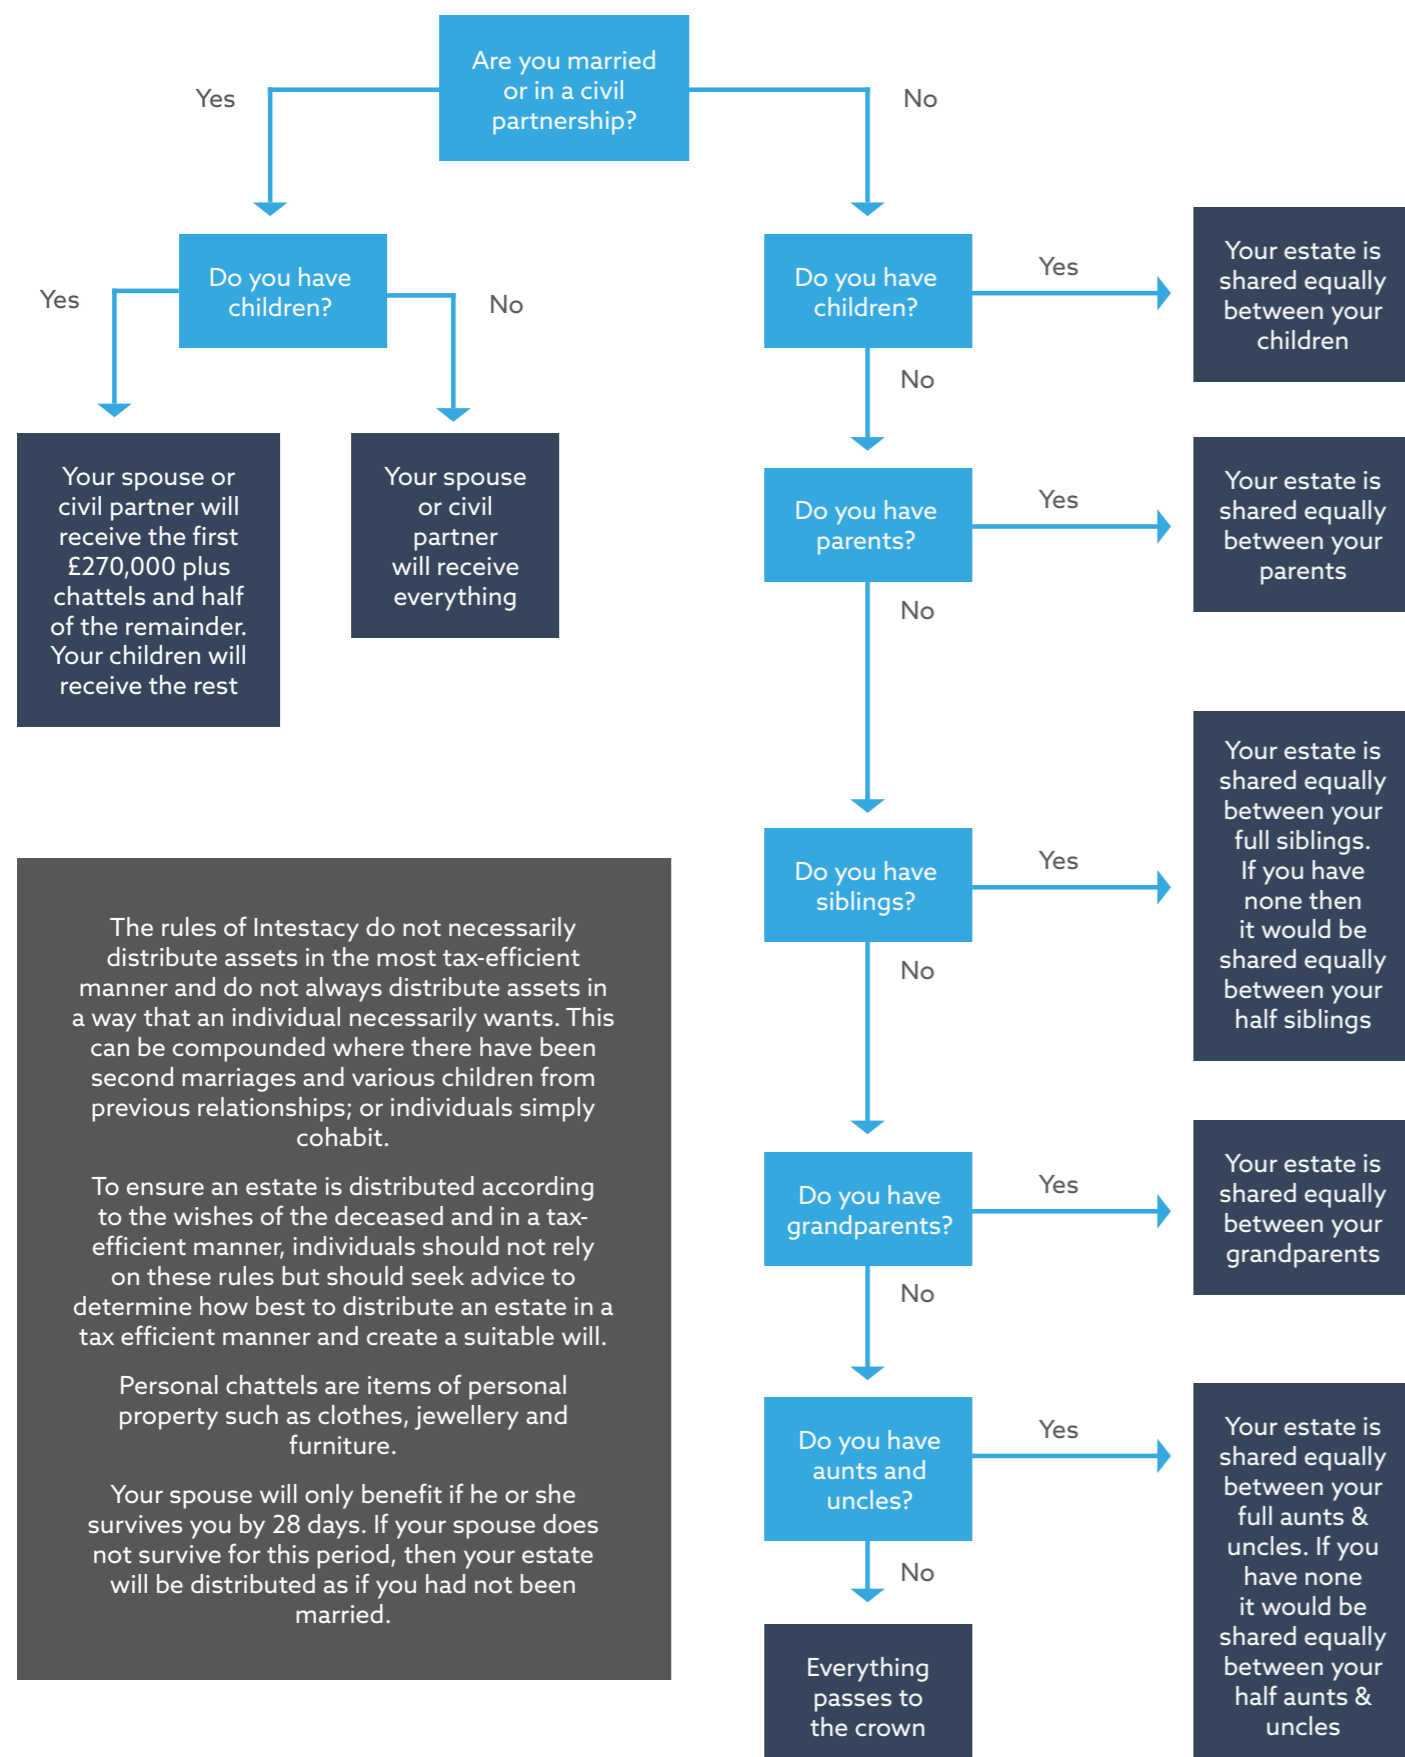 Are you married
or in a civil
partnership?
Yes
No
Do you have
children?
Yes
No
Your spouse or
civil partner will
receive the first
£270,000 plus
chattels and half
of the remainder.
Your children will
receive the rest
Your spouse
or civil
partner
will receive
everything
Do you have
children?
Yes
Your estate is
shared equally
between your
children
No
Do you have
parents?
Yes
Your estate is
shared equally
between your
parents
No
Do you have
siblings?
Yes
Your estate is
shared equally
between your
full siblings.
If you have
none then
it would be
shared equally
between your
half siblings
No
Do you have
grandparents?
Yes
Your estate is
shared equally
between your
grandparents
No
Do you have
aunts and
uncles?
Yes
Your estate is
shared equally
between your
full aunts &
uncles. If you
have none
it would be
shared equally
between your
half aunts &
uncles
No
Everything
passes to
the crown
The rules of Intestacy do not necessarily
distribute assets in the most tax-efficient
manner and do not always distribute assets in
a way that an individual necessarily wants. This
can be compounded where there have been
second marriages and various children from
previous relationships; or individuals simply
cohabit.
To ensure an estate is distributed according
to the wishes of the deceased and in a tax-
efficient manner, individuals should not rely
on these rules but should seek advice to
determine how best to distribute an estate in a
tax efficient manner and create a suitable will.
Personal chattels are items of personal
property such as clothes, jewellery and
furniture.
Your spouse will only benefit if he or she
survives you by 28 days. If your spouse does
not survive for this period, then your estate
will be distributed as if you had not been
married.